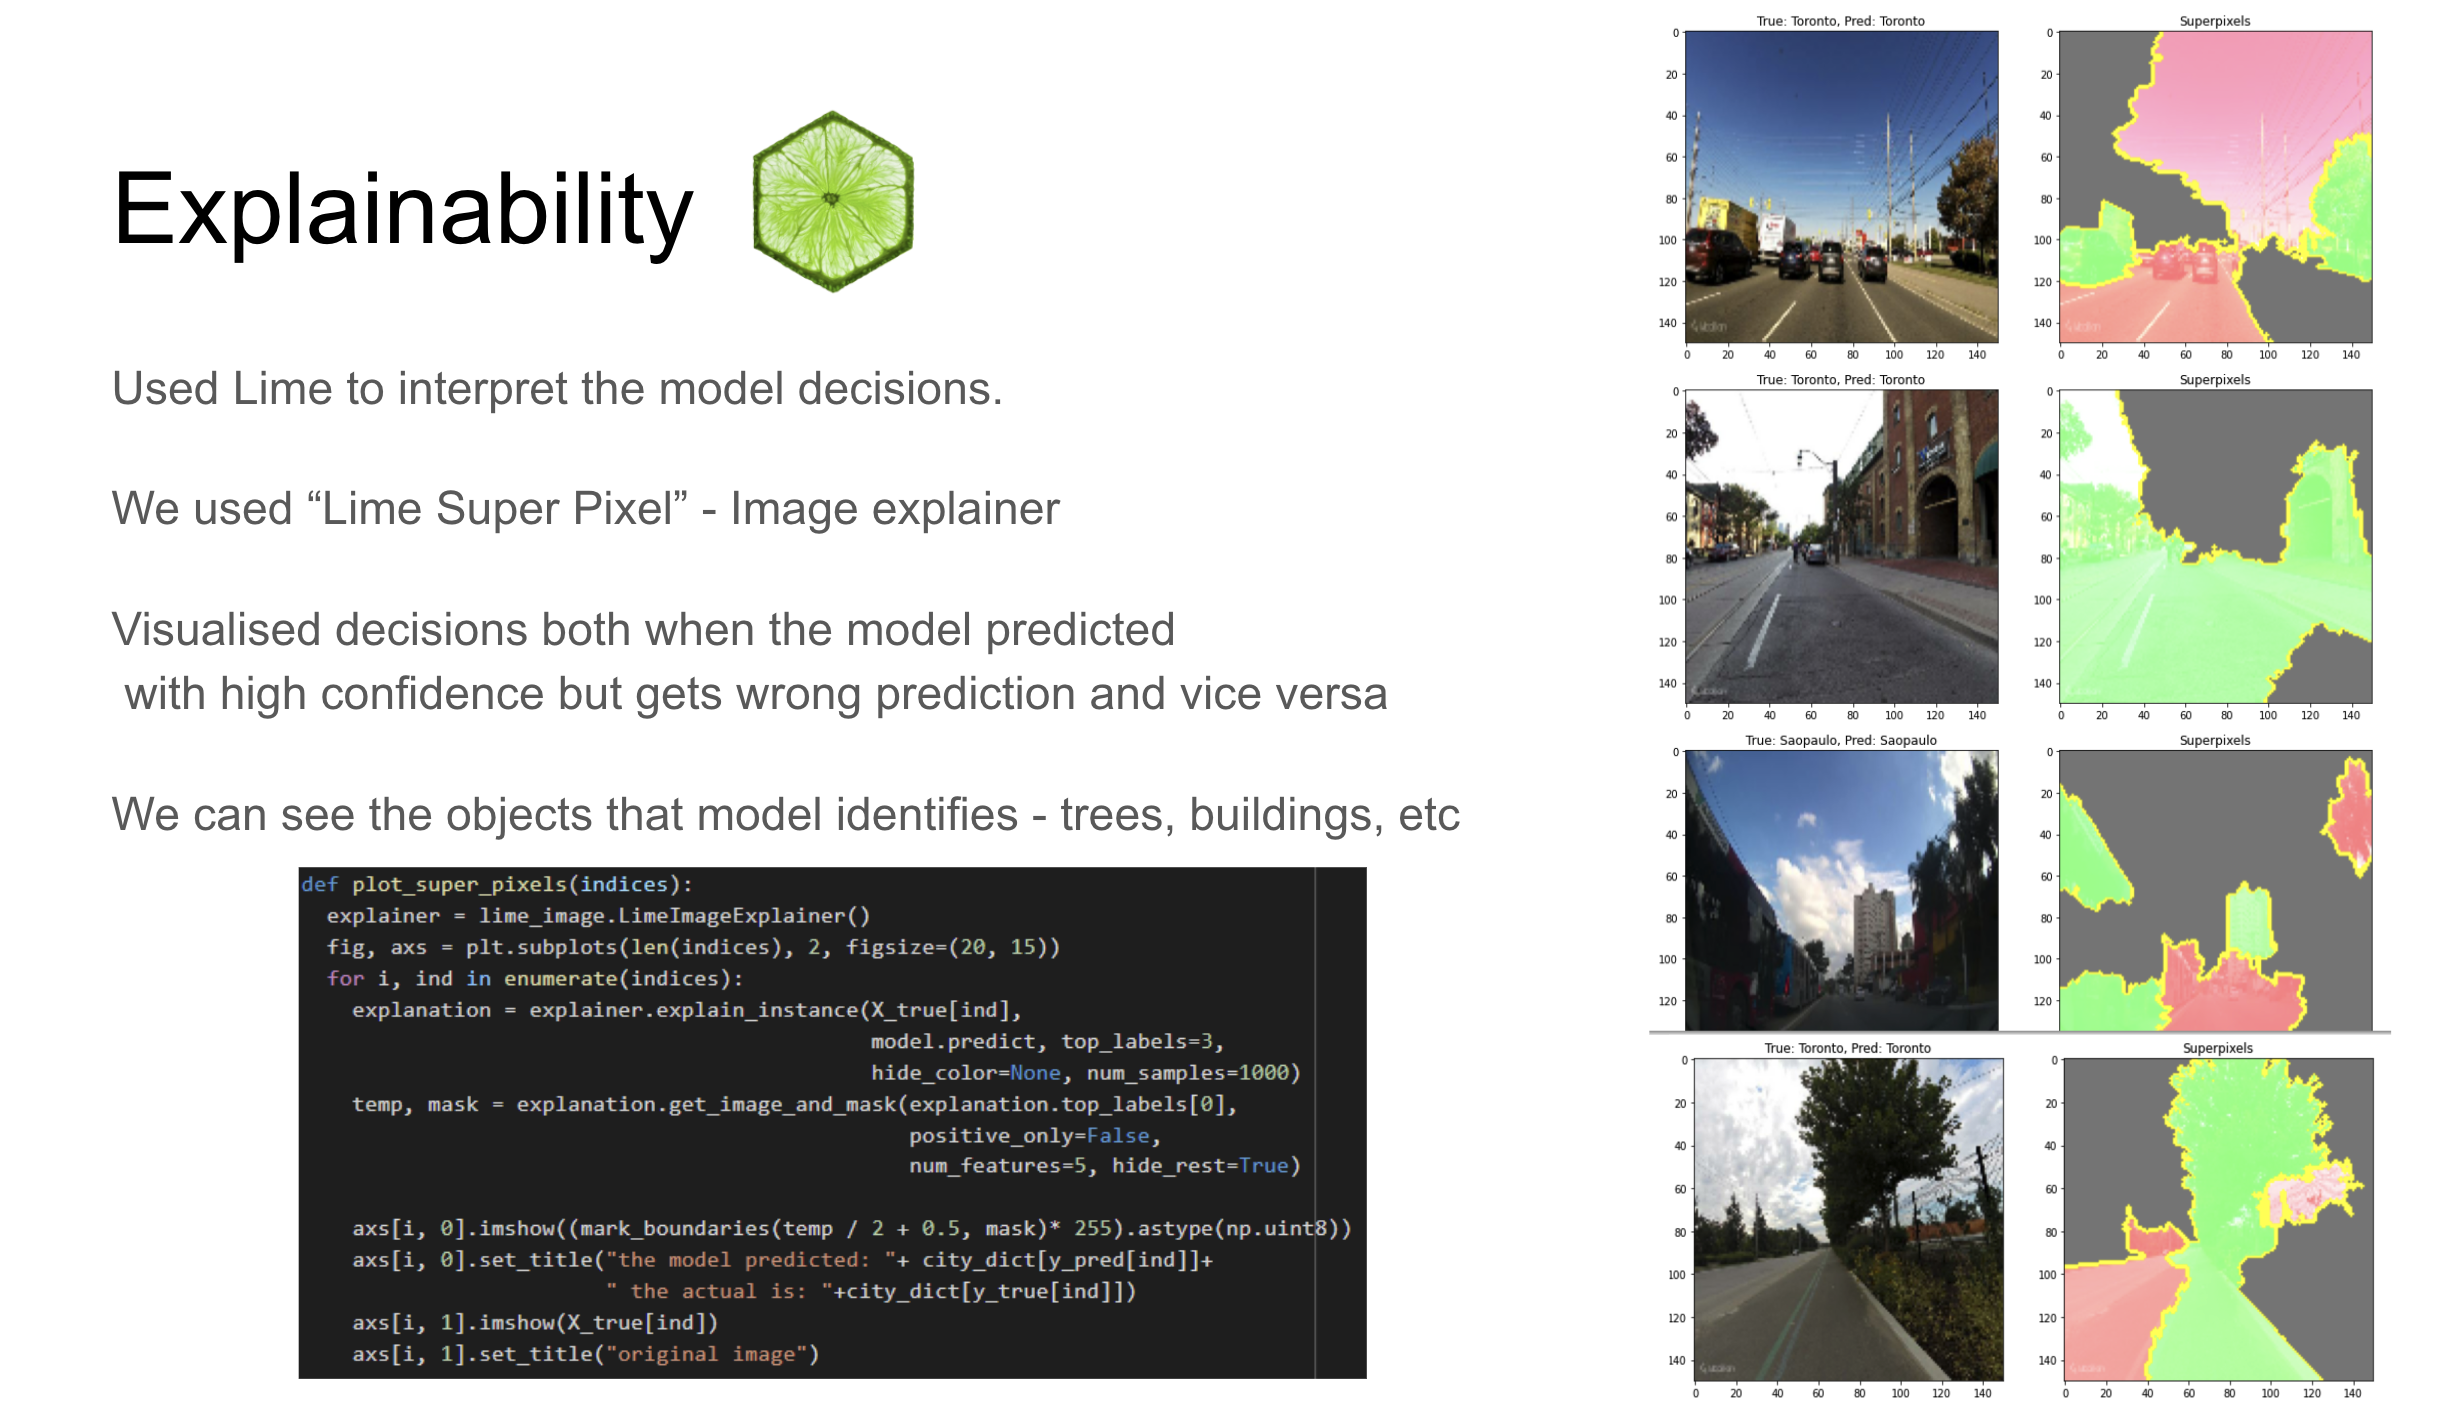 Explainability
Used Lime to interpret the model decisions.
We used “Lime Super Pixel” - Image explainer
Visualised decisions both when the model predicted
with high confidence but gets wrong prediction and vice versa
We can see the objects that model identifies - trees, buildings, etc
def plot_super_pixels(indices):
explainer = lime_image.LimeImageExplainer()
fig, axs = plt.subplots(len(indices), 2, figsize=(20, 15))
for i, ind in enumerate(indices):
explanation = explainer.explain_instance(X_true[ind],
model.predict, top_labels=3,
hide_color=None, num_samples=1000)
temp, mask = explanation.get_image_and_mask(explanation.top_labels[0],
positive_only=False,
num_features=5, hide_rest=True)
axs[i, 0].imshow((mark_boundaries(temp / 2 + 0.5, mask)* 255).astype(np.uint8))
axs[i, 0].set_title("the model predicted: "+ city_dict[y_pred[ind]]+
" the actual is: "+city_dict[y_true[ind]])
axs[i, 1].imshow(X_true[ind])
axs[i, 1].set_title("original image")
True: Toronto, Pred: Toronto
0
20
40
60
80
100
120
140
0 20 40 60 80 100 120 140
Superpixels
0
20
40
60
80
100
120
140
0 20 40 60 80 100 120 140
True: Toronto, Pred: Toronto
0
20
40
60
80
100
120
140
0 20 40 60 80 100 120 140
Superpixels
0
20
40
60
80
100
120
140
0 20 40 60 80 100 120 140
True: Saopaulo, Pred: Saopaulo
0
20
40
60
80
100
120
Superpixels
0
20
40
60
80
100
120
True: Toronto, Pred: Toronto
0
20
40
60
80
100
120
140
0 20 40 60 80 100 120 140
Superpixels
0
20
40
60
80
100
120
140
0 20 40 60 80 100 120 140